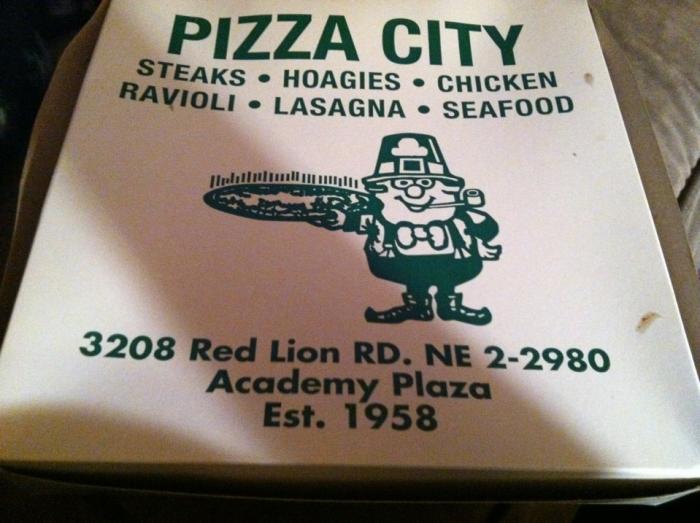 PIZZA CITY
STEAKS • HOAGIES • CHICKEN
RAVIOLI • LASAGNA • SEAFOOD
3208 Red Lion RD. NE 2-2980
Academy Plaza
Est. 1958